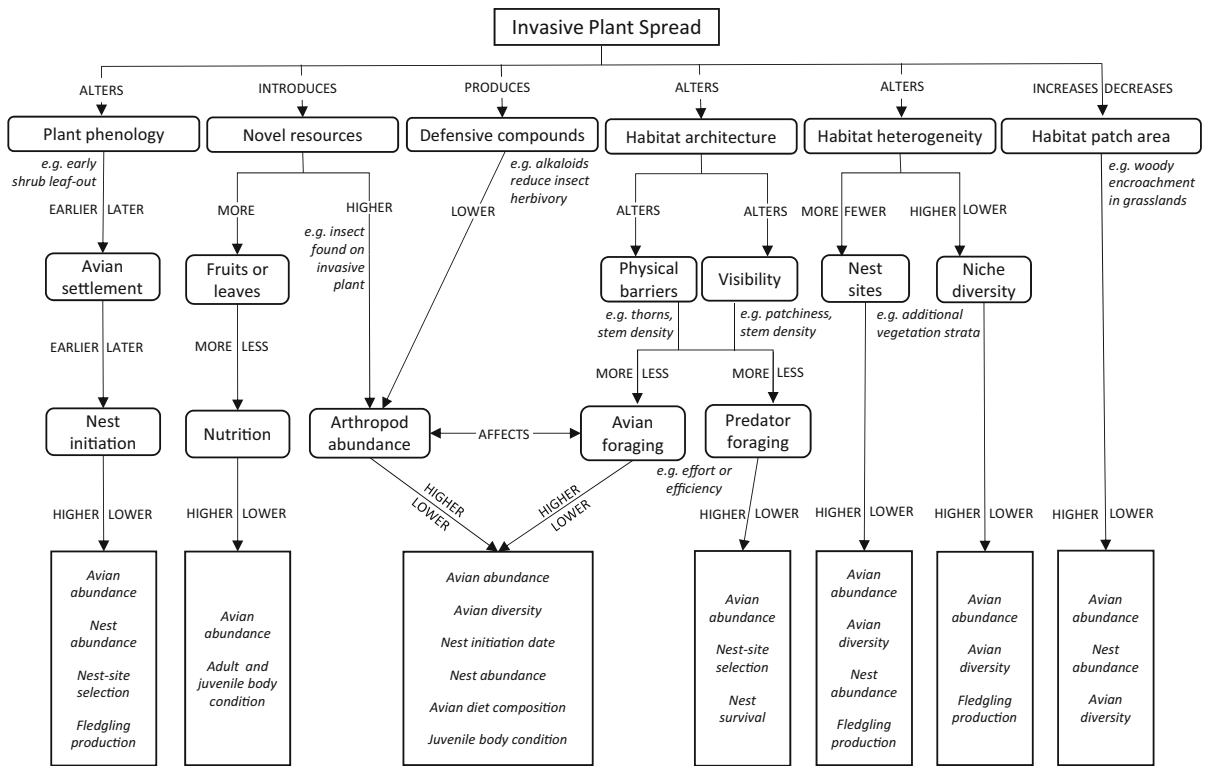 Invasive Plant Spread
ALTERS
INTRODUCES
PRODUCES
ALTERS
ALTERS
INCREASES DECREASES
Plant phenology
Novel resources
Defensive compounds
Habitat architecture
Habitat heterogeneity
Habitat patch area
e.g. early
shrub leaf-out
e.g. alkaloids
reduce insect
herbivory
e.g. woody
encroachment
in grasslands
EARLIER LATER
MORE
HIGHER
LOWER
ALTERS
ALTERS
MORE FEWER
HIGHER LOWER
e.g. insect
found on
invasive
plant
Avian
settlement
Fruits or
leaves
Physical
barriers
Visibility
Nest
sites
Niche
diversity
e.g. thorns,
stem density
e.g. patchiness,
stem density
e.g. additional
vegetation strata
EARLIER LATER
MORE LESS
MORE LESS
MORE LESS
Nest
initiation
Nutrition
Arthropod
abundance
AFFECTS
Avian
foraging
Predator
foraging
e.g. effort or
efficiency
HIGHER LOWER
HIGHER LOWER
HIGHER
LOWER
HIGHER
LOWER
HIGHER LOWER
HIGHER LOWER
HIGHER LOWER
HIGHER LOWER
Avian
abundance
Nest
abundance
Nest-site
selection
Fledgling
production
Avian
abundance
Adult and
juvenile body
condition
Avian abundance
Avian diversity
Nest initiation date
Nest abundance
Avian diet composition
Juvenile body condition
Avian
abundance
Nest-site
selection
Nest
survival
Avian
abundance
Avian
diversity
Nest
abundance
Fledgling
production
Avian
abundance
Avian
diversity
Fledgling
production
Avian
abundance
Nest
abundance
Avian
diversity